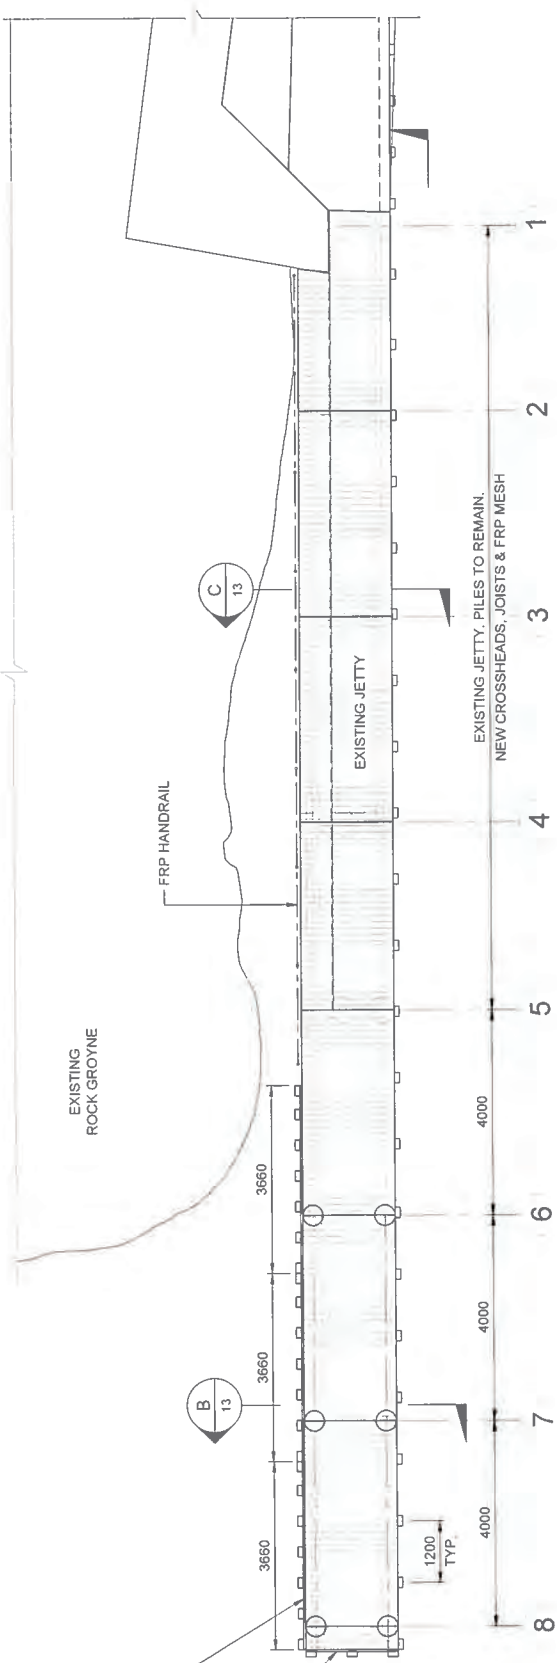 EXISTING
ROCK GROYNE
FRP HANDRAIL
C
13
B
13
3660
3660
3660
EXISTING JETTY
1200
TYP.
4000
4000
4000
EXISTING JETTY. PILES TO REMAIN.
NEW CROSSHEADS, JOISTS & FRP MESH
8
7
6
5
4
3
2
1